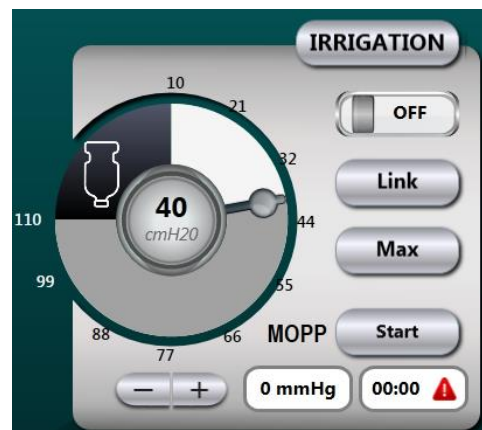 IRRIGATION
10
21
OFF
32
Link
40
cmH20
110
44
Max
99
55
88
66
MOPP
Start
77
−
+
0 mmHg
00:00